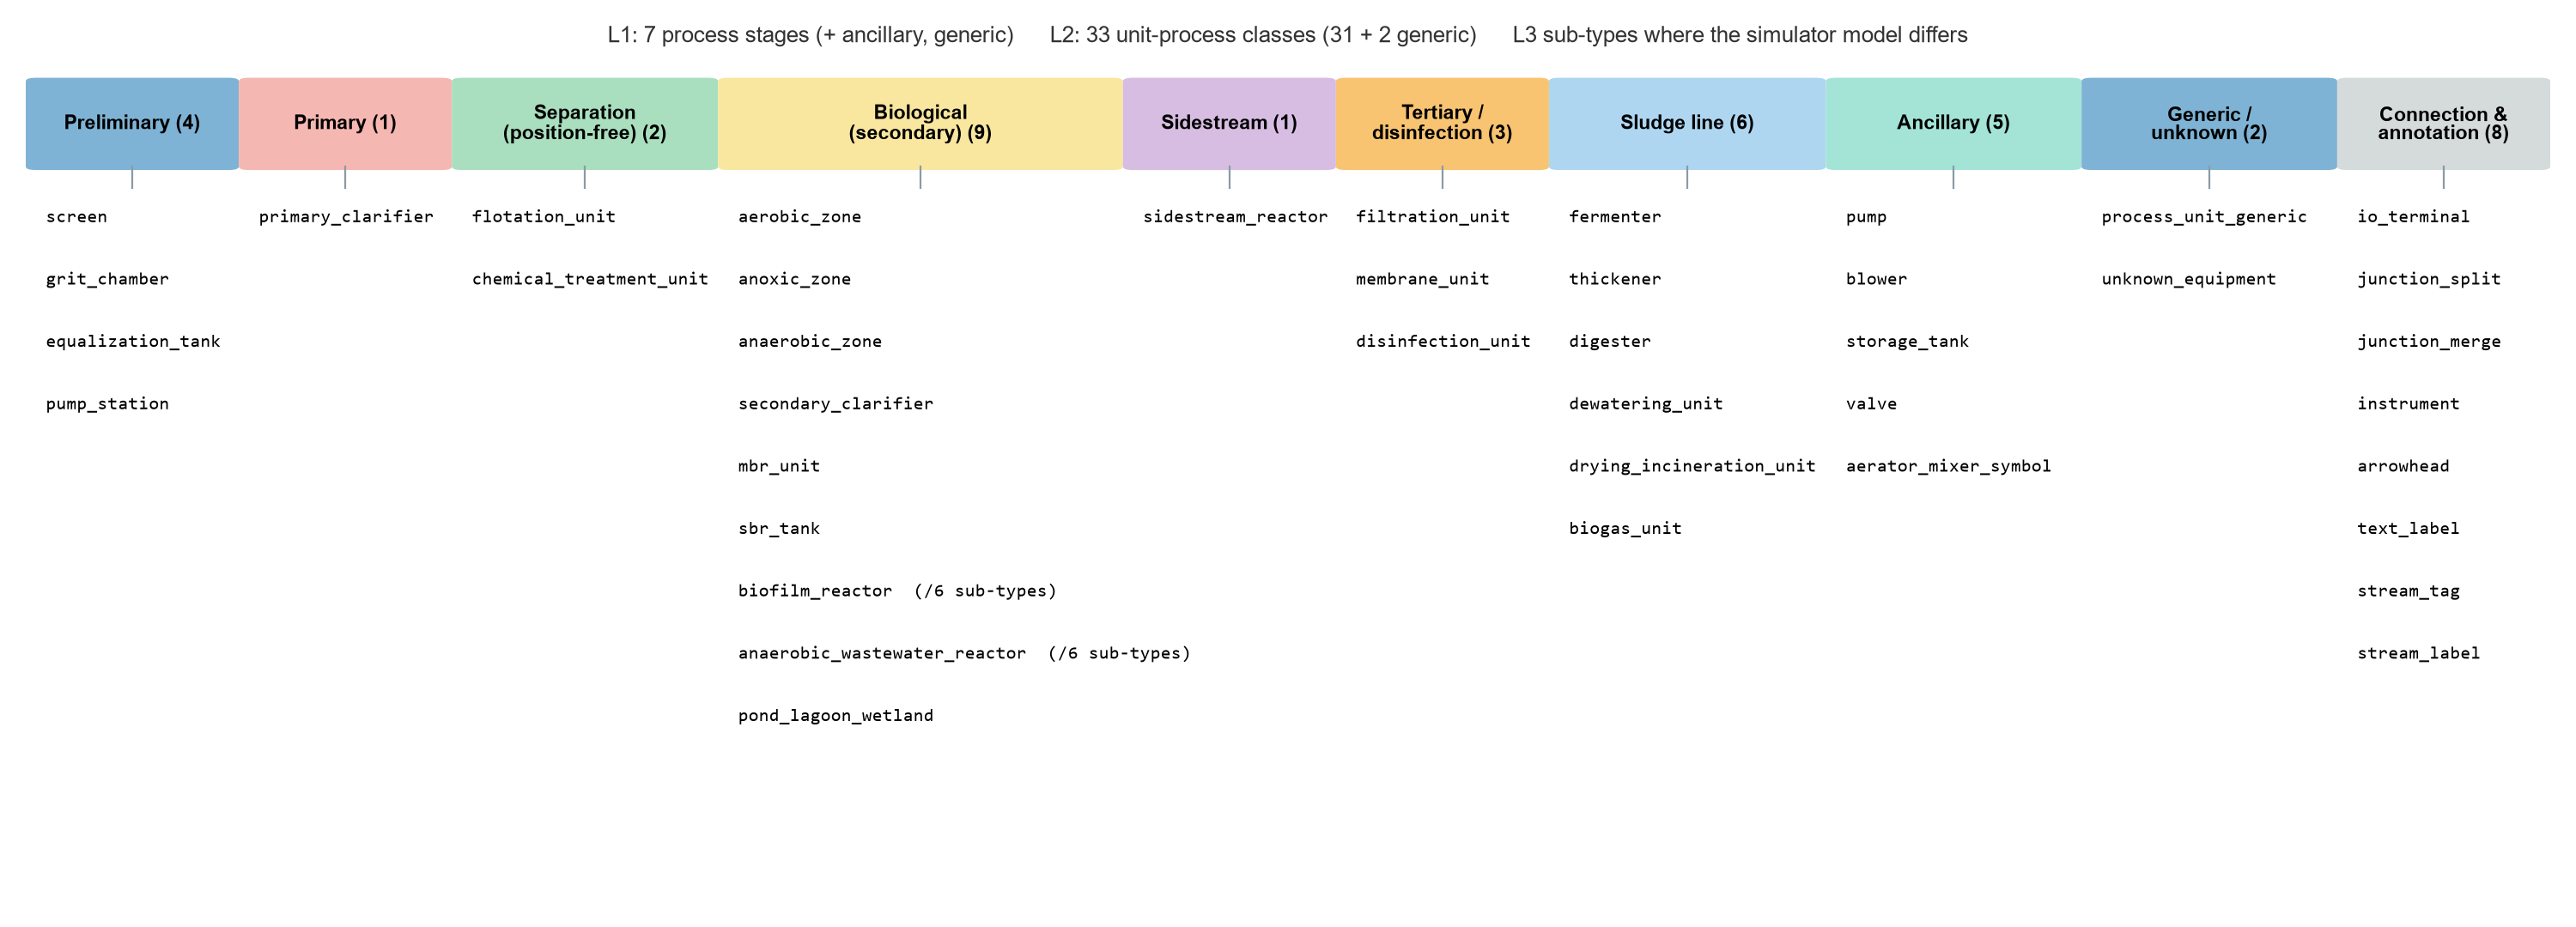 L1: 7 process stages (+ ancillary, generic)      L2: 33 unit-process classes (31 + 2 generic)      L3 sub-types where the simulator model differs
Preliminary (4)
screen
grit_chamber
equalization_tank
pump_station
Primary (1)
primary_clarifier
Separation
(position-free) (2)
flotation_unit
chemical_treatment_unit
Biological
(secondary) (9)
aerobic_zone
anoxic_zone
anaerobic_zone
secondary_clarifier
mbr_unit
sbr_tank
biofilm_reactor  (/6 sub-types)
anaerobic_wastewater_reactor  (/6 sub-types)
pond_lagoon_wetland
Sidestream (1)
sidestream_reactor
Tertiary /
disinfection (3)
filtration_unit
membrane_unit
disinfection_unit
Sludge line (6)
fermenter
thickener
digester
dewatering_unit
drying_incineration_unit
biogas_unit
Ancillary (5)
pump
blower
storage_tank
valve
aerator_mixer_symbol
Generic /
unknown (2)
process_unit_generic
unknown_equipment
Connection &
annotation (8)
io_terminal
junction_split
junction_merge
instrument
arrowhead
text_label
stream_tag
stream_label